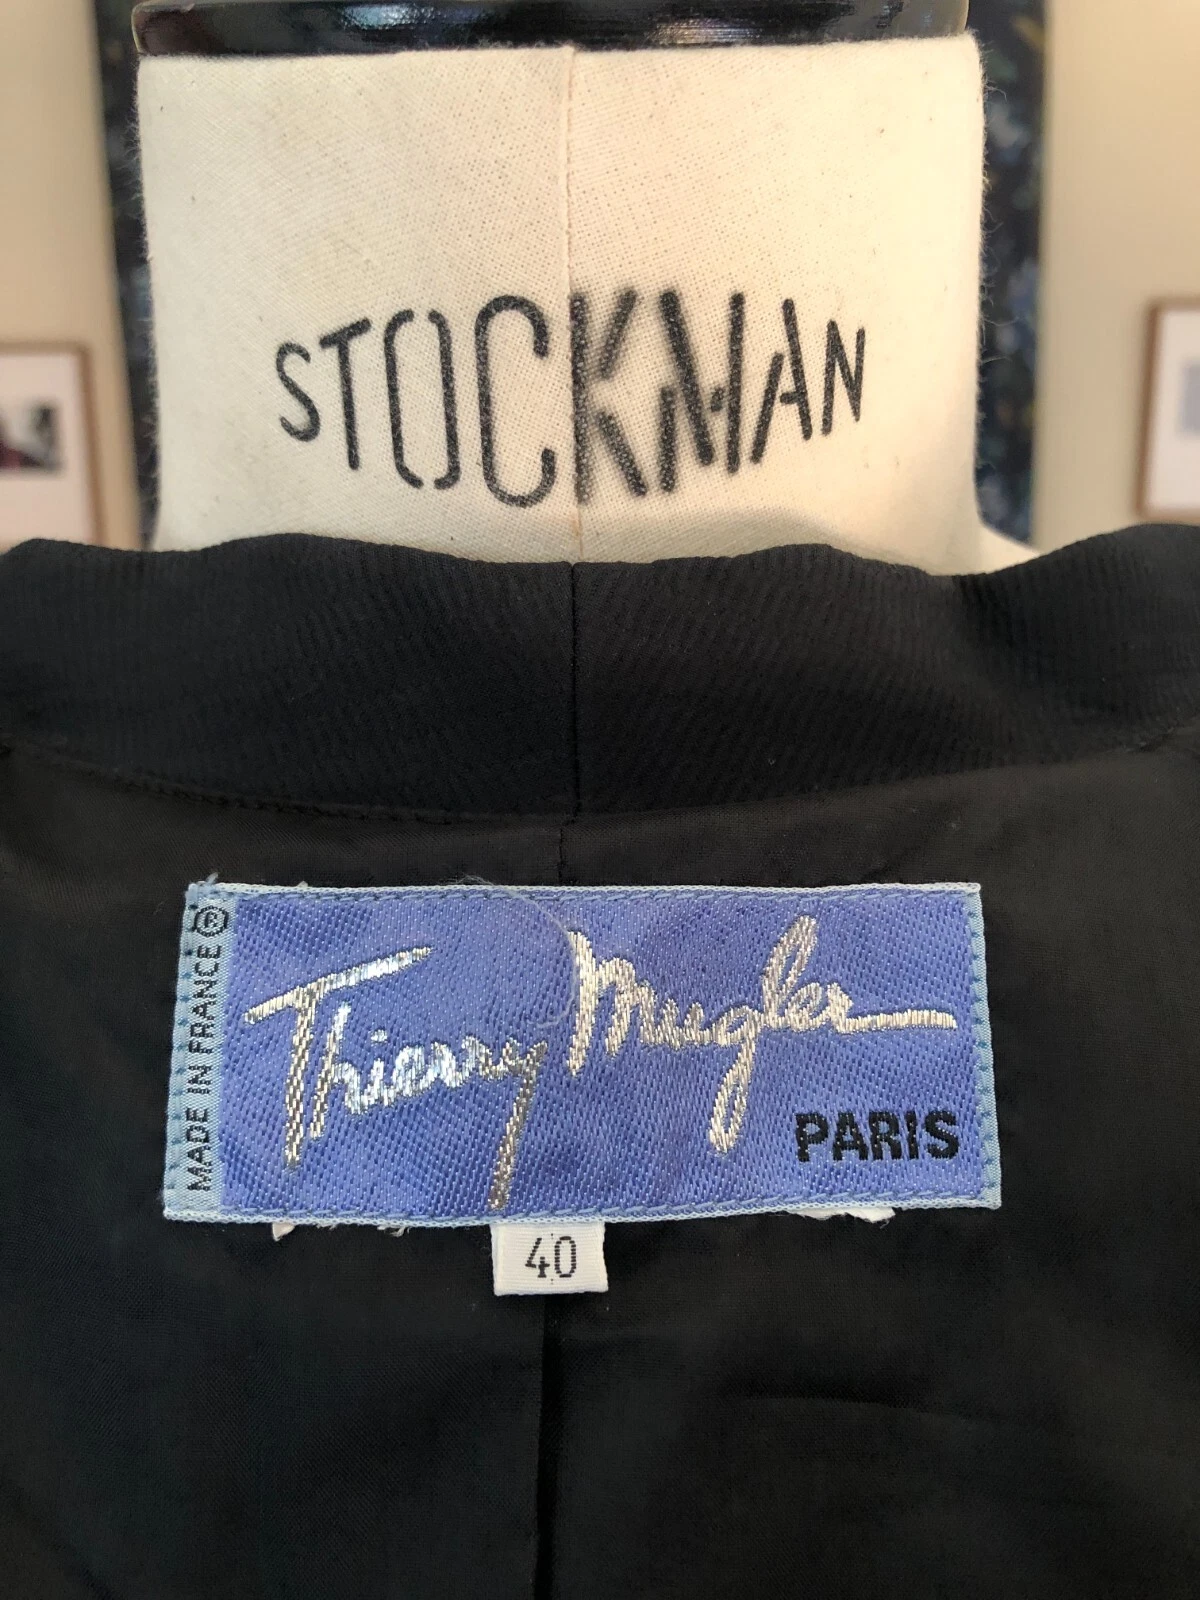 STOCKMAN
MADE IN FRANCE ®
Thierry Mugler
PARIS
40